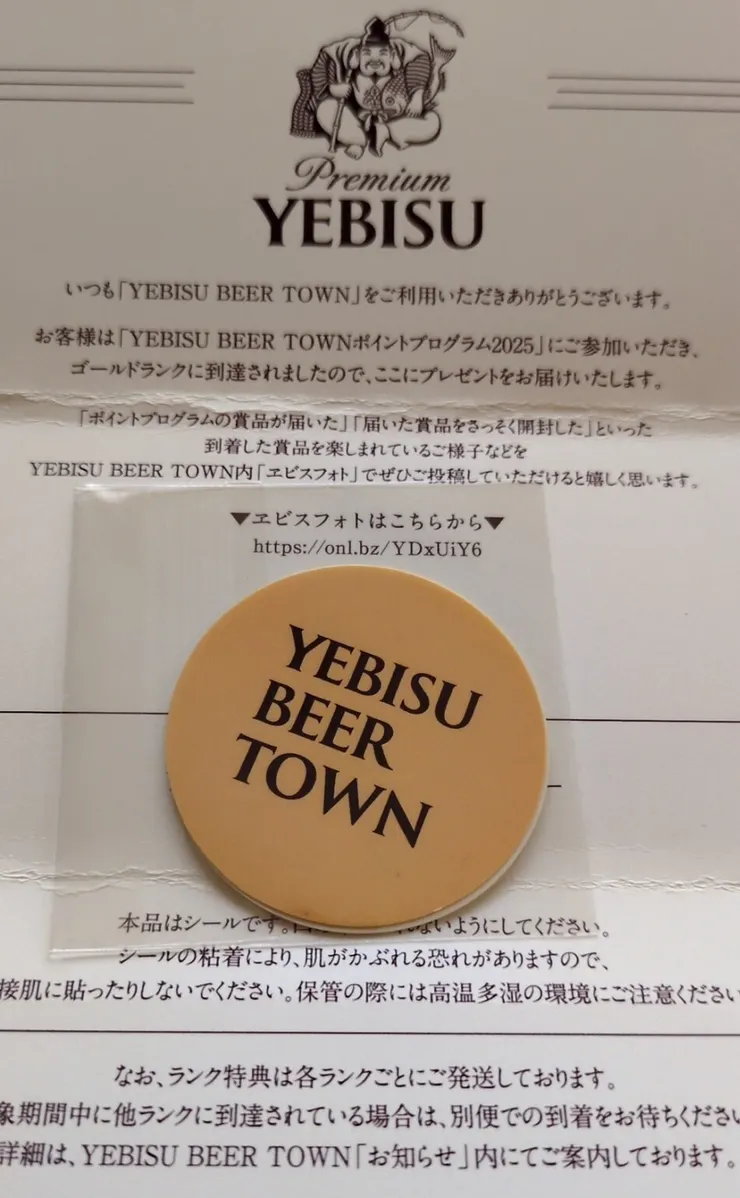 Premium
YEBISU
いつも「YEBISU BEER TOWN」をご利用いただきありがとうございます。
お客様は「YEBISU BEER TOWNポイントプログラム2025」にご参加いただき、
ゴールドランクに到達されましたので、ここにプレゼントをお届けいたします。
「ポイントプログラムの賞品が届いた」「届いた賞品をさっそく開封した」といった
到着した賞品を楽しまれているご様子などを
YEBISU BEER TOWN内「ヱビスフォト」でぜひご投稿していただけると嬉しく思います。
▼ヱビスフォトはこちらから▼
https://onl.bz/YDxUiY6
YEBISU
BEER
TOWN
本品はシールです。 ないようにしてください。
シールの粘着により、肌がかぶれる恐れがありますので、
接肌に貼ったりしないでください。保管の際には高温多湿の環境にご注意くださ
なお、ランク特典は各ランクごとにご発送しております。
象期間中に他ランクに到達されている場合は、別便での到着をお待ちくださ
詳細は、YEBISU BEER TOWN「お知らせ」内にてご案内しております。